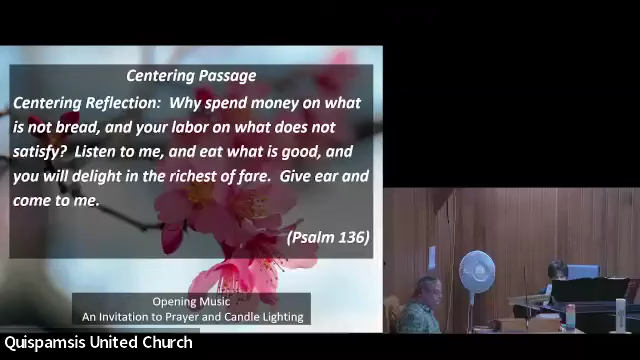 Centering Passage
Centering Reflection:  Why spend money on what
is not bread, and your labor on what does not
satisfy?  Listen to me, and eat what is good, and
you will delight in the richest of fare.  Give ear and
come to me.
(Psalm 136)
Opening Music
An Invitation to Prayer and Candle Lighting
Quispamsis United Church